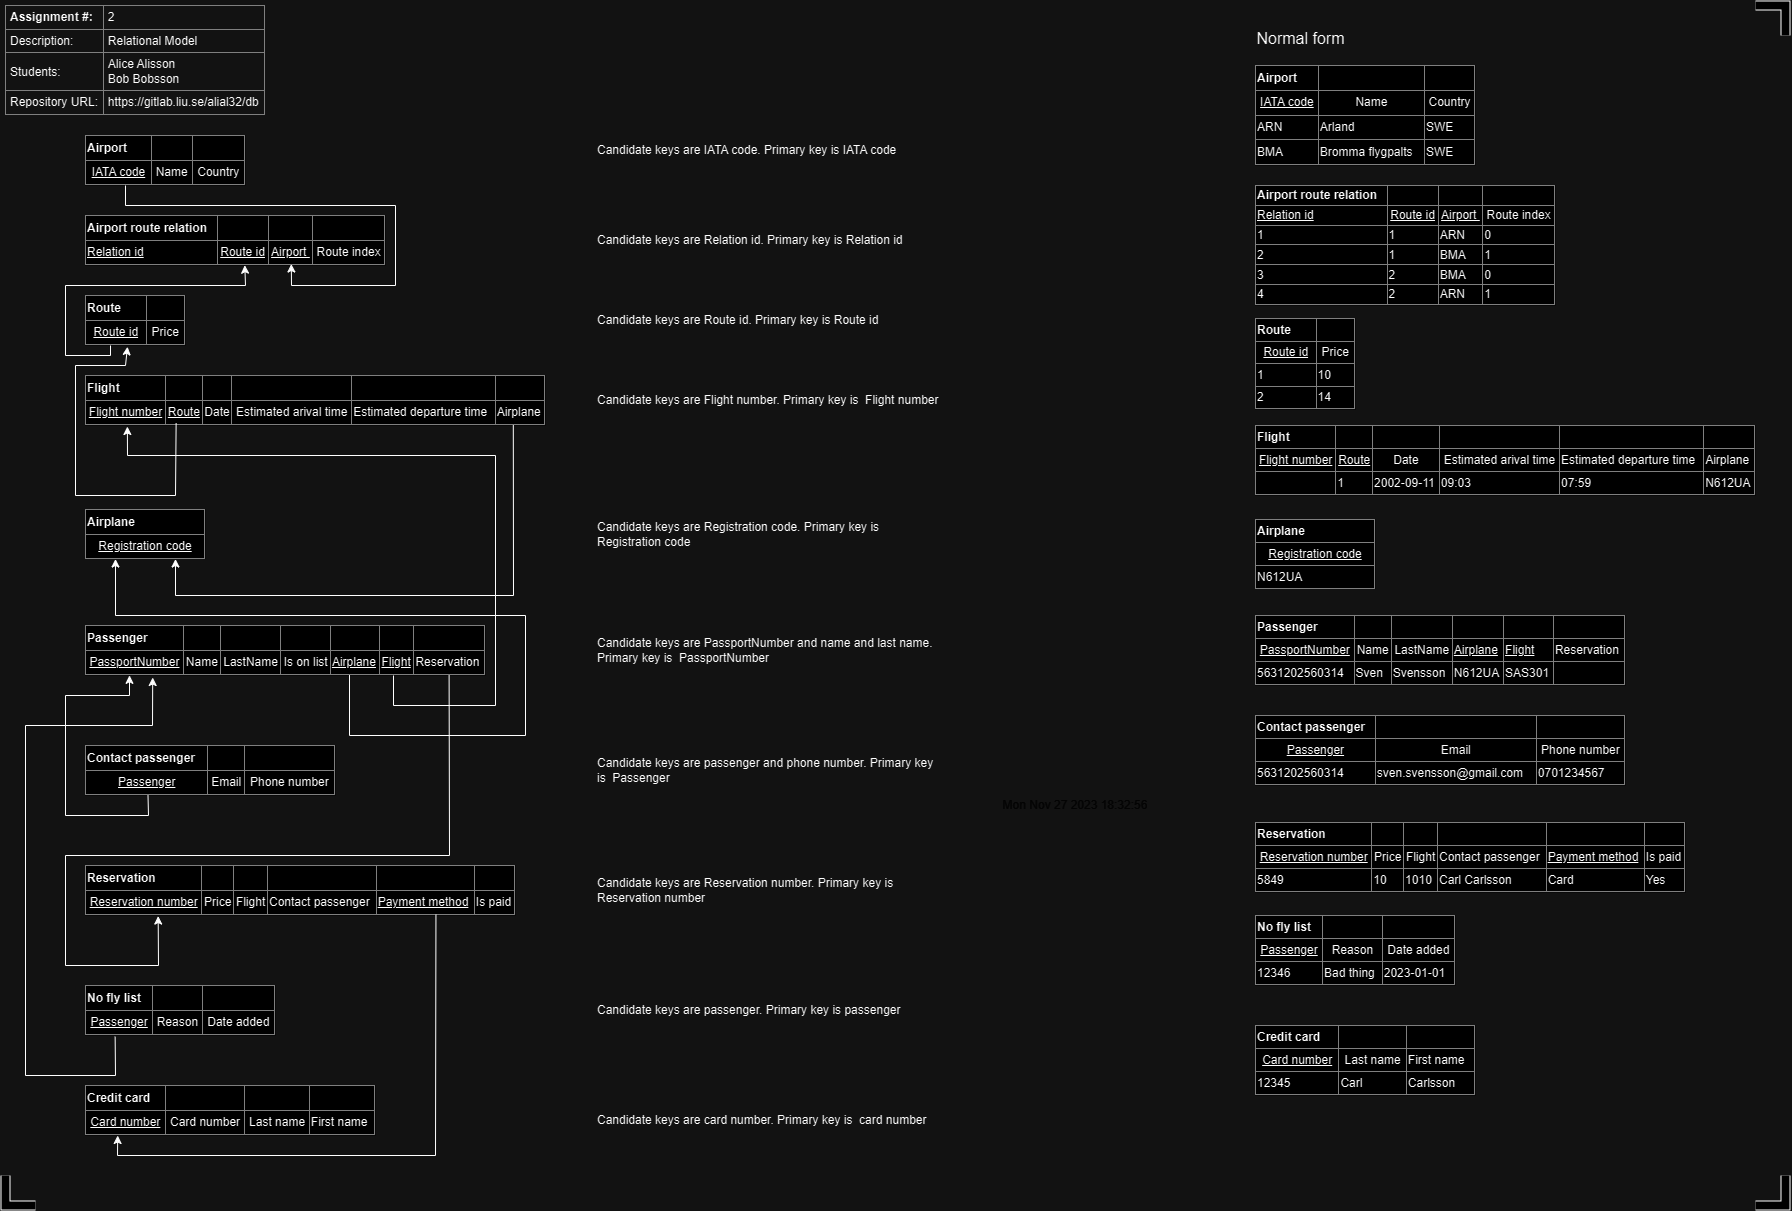 Assignment #: 2
Description: Relational Model
Students: Alice Alisson
Bob Bobsson
Repository URL: https://gitlab.liu.se/alial32/db
Airport
IATA code Name Country
Candidate keys are IATA code. Primary key is IATA code
Airport route relation
Relation id Route id Airport Route index
Candidate keys are Relation id. Primary key is Relation id
Route
Route id Price
Candidate keys are Route id. Primary key is Route id
Flight
Flight number Route Date Estimated arival time Estimated departure time Airplane
Candidate keys are Flight number. Primary key is Flight number
Airplane
Registration code
Candidate keys are Registration code. Primary key is
Registration code
Passenger
PassportNumber Name LastName Is on list Airplane Flight Reservation
Candidate keys are PassportNumber and name and last name.
Primary key is PassportNumber
Contact passenger
Passenger Email Phone number
Candidate keys are passenger and phone number. Primary key
is Passenger
Mon Nov 27 2023 18:32:56
Reservation
Reservation number Price Flight Contact passenger Payment method Is paid
Candidate keys are Reservation number. Primary key is
Reservation number
No fly list
Passenger Reason Date added
Candidate keys are passenger. Primary key is passenger
Credit card
Card number Card number Last name First name
Candidate keys are card number. Primary key is card number
Normal form
Airport
IATA code Name Country
ARN Arland SWE
BMA Bromma flygpalts SWE
Airport route relation
Relation id Route id Airport Route index
1 1 ARN 0
2 1 BMA 1
3 2 BMA 0
4 2 ARN 1
Route
Route id Price
1 10
2 14
Flight
Flight number Route Date Estimated arival time Estimated departure time Airplane
1 2002-09-11 09:03 07:59 N612UA
Airplane
Registration code
N612UA
Passenger
PassportNumber Name LastName Airplane Flight Reservation
5631202560314 Sven Svensson N612UA SAS301
Contact passenger
Passenger Email Phone number
5631202560314 sven.svensson@gmail.com 0701234567
Reservation
Reservation number Price Flight Contact passenger Payment method Is paid
5849 10 1010 Carl Carlsson Card Yes
No fly list
Passenger Reason Date added
12346 Bad thing 2023-01-01
Credit card
Card number Last name First name
12345 Carl Carlsson